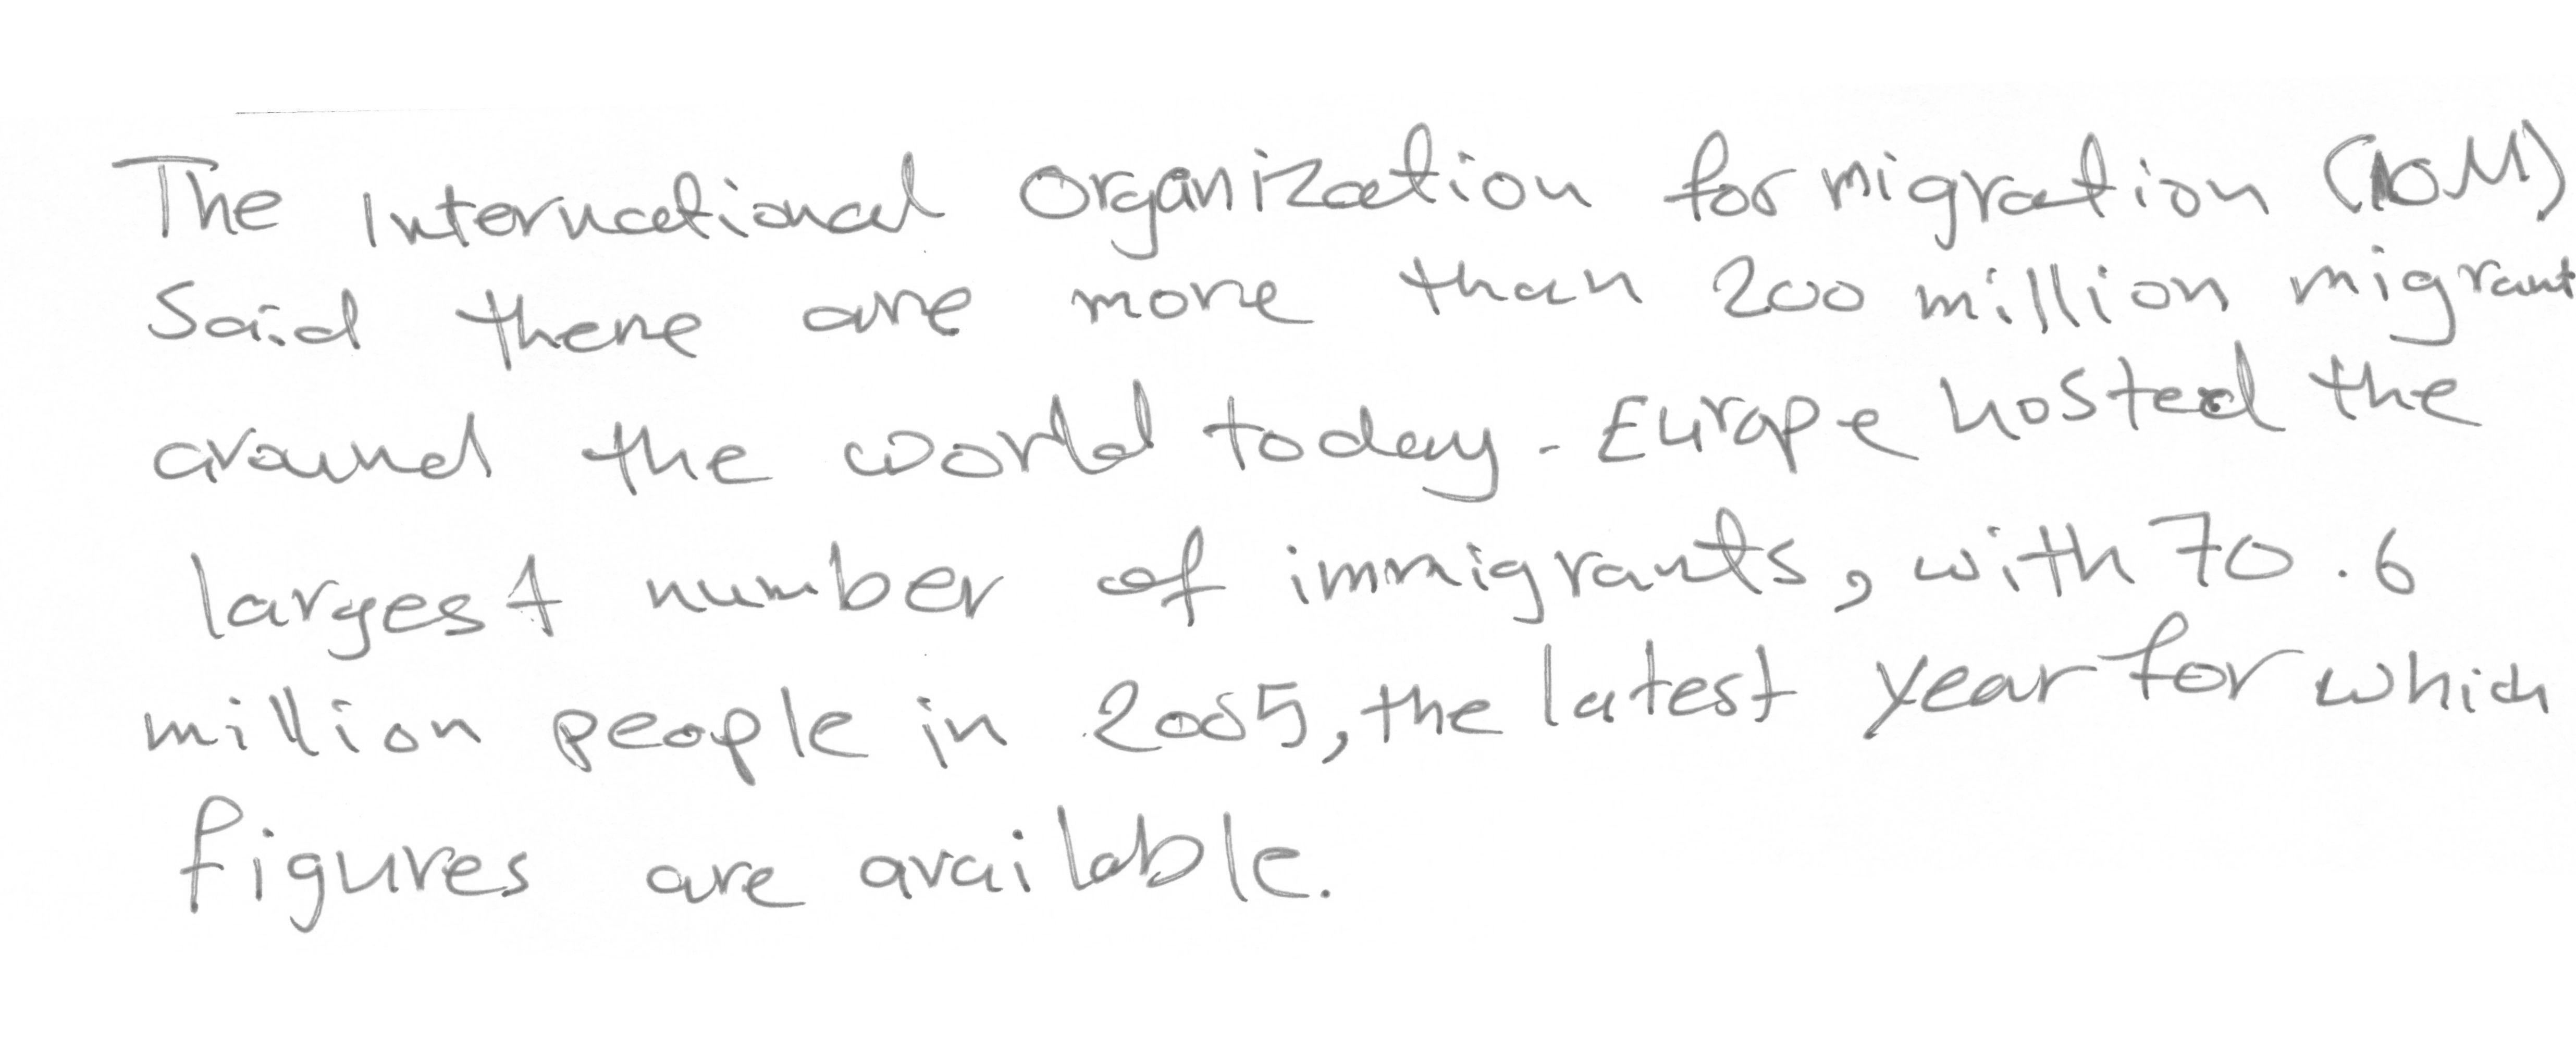 The International Organization for migration (IOM)
Said there are more than 200 million migrant
around the world today. Europe hosted the
largest number of immigrants, with 70.6
million people in 2005, the latest year for which
figures are available.